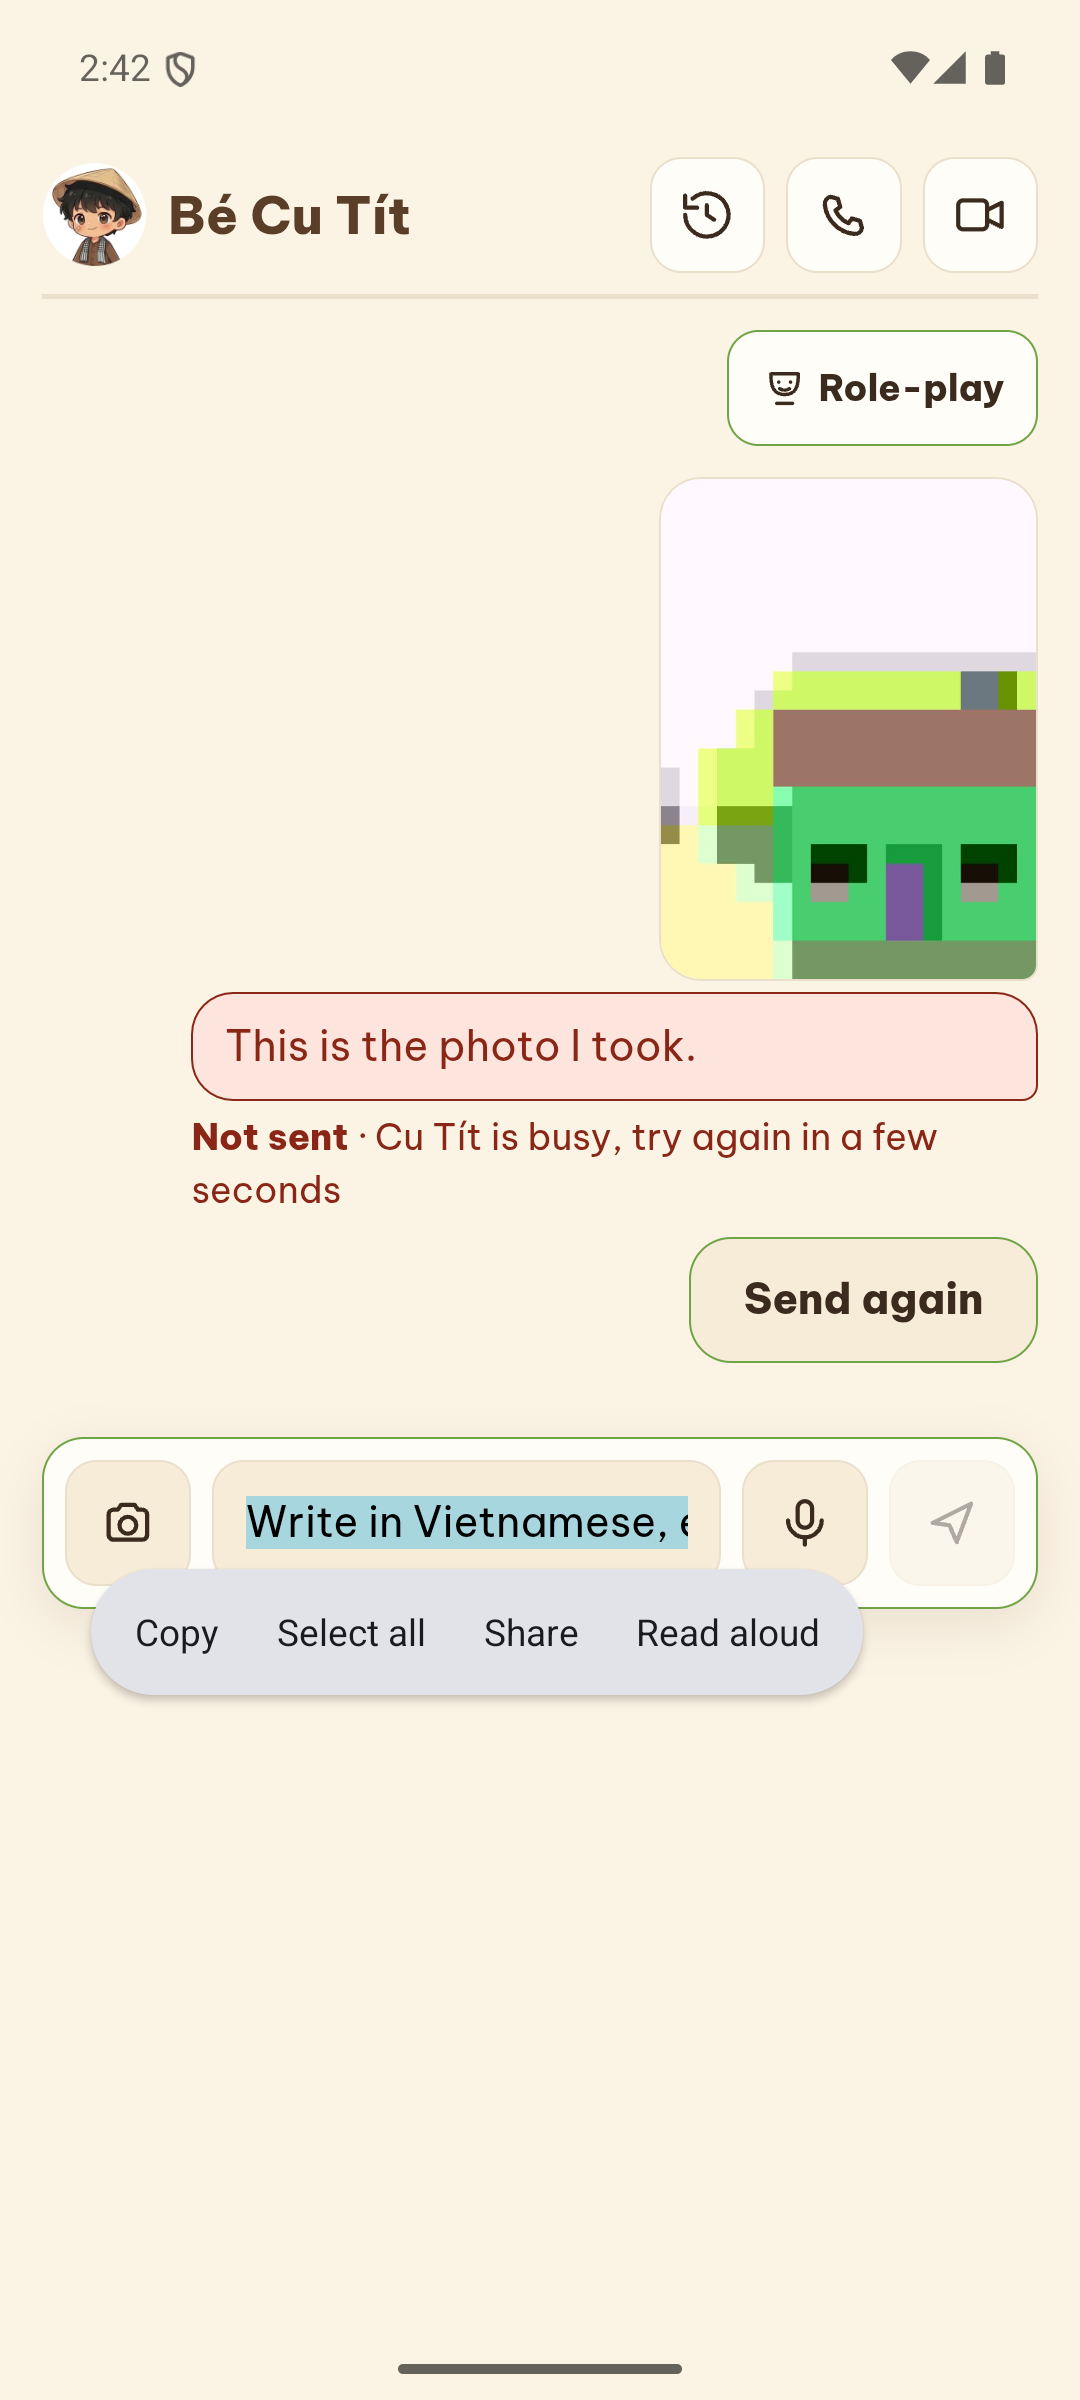 2:42
Bé Cu Tít
Role-play
This is the photo I took.
Not sent · Cu Tít is busy, try again in a few
seconds
Send again
Write in Vietnamese,
Copy Select all Share Read aloud